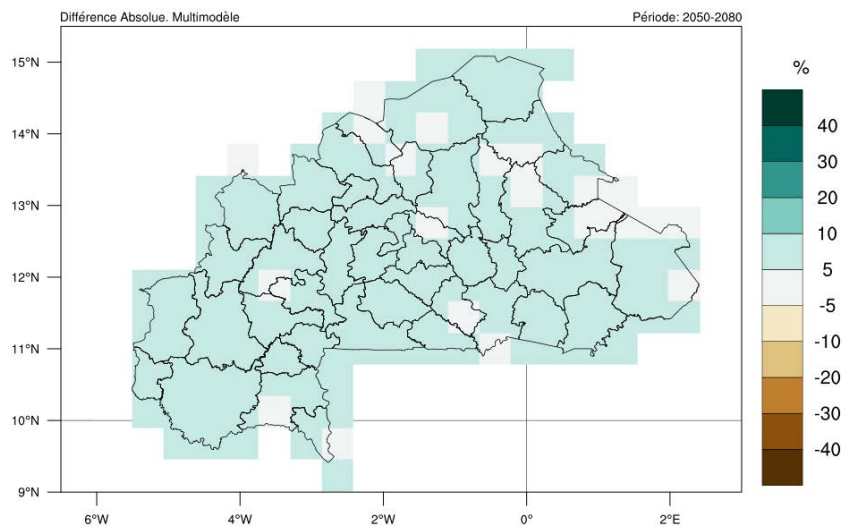 Différence Absolue. Multimodèle
Période: 2050-2080
%
15°N
14°N
13°N
12°N
11°N
10°N
9°N
6°W
4°W
2°W
0°
2°E
40
30
20
10
5
-5
-10
-20
-30
-40